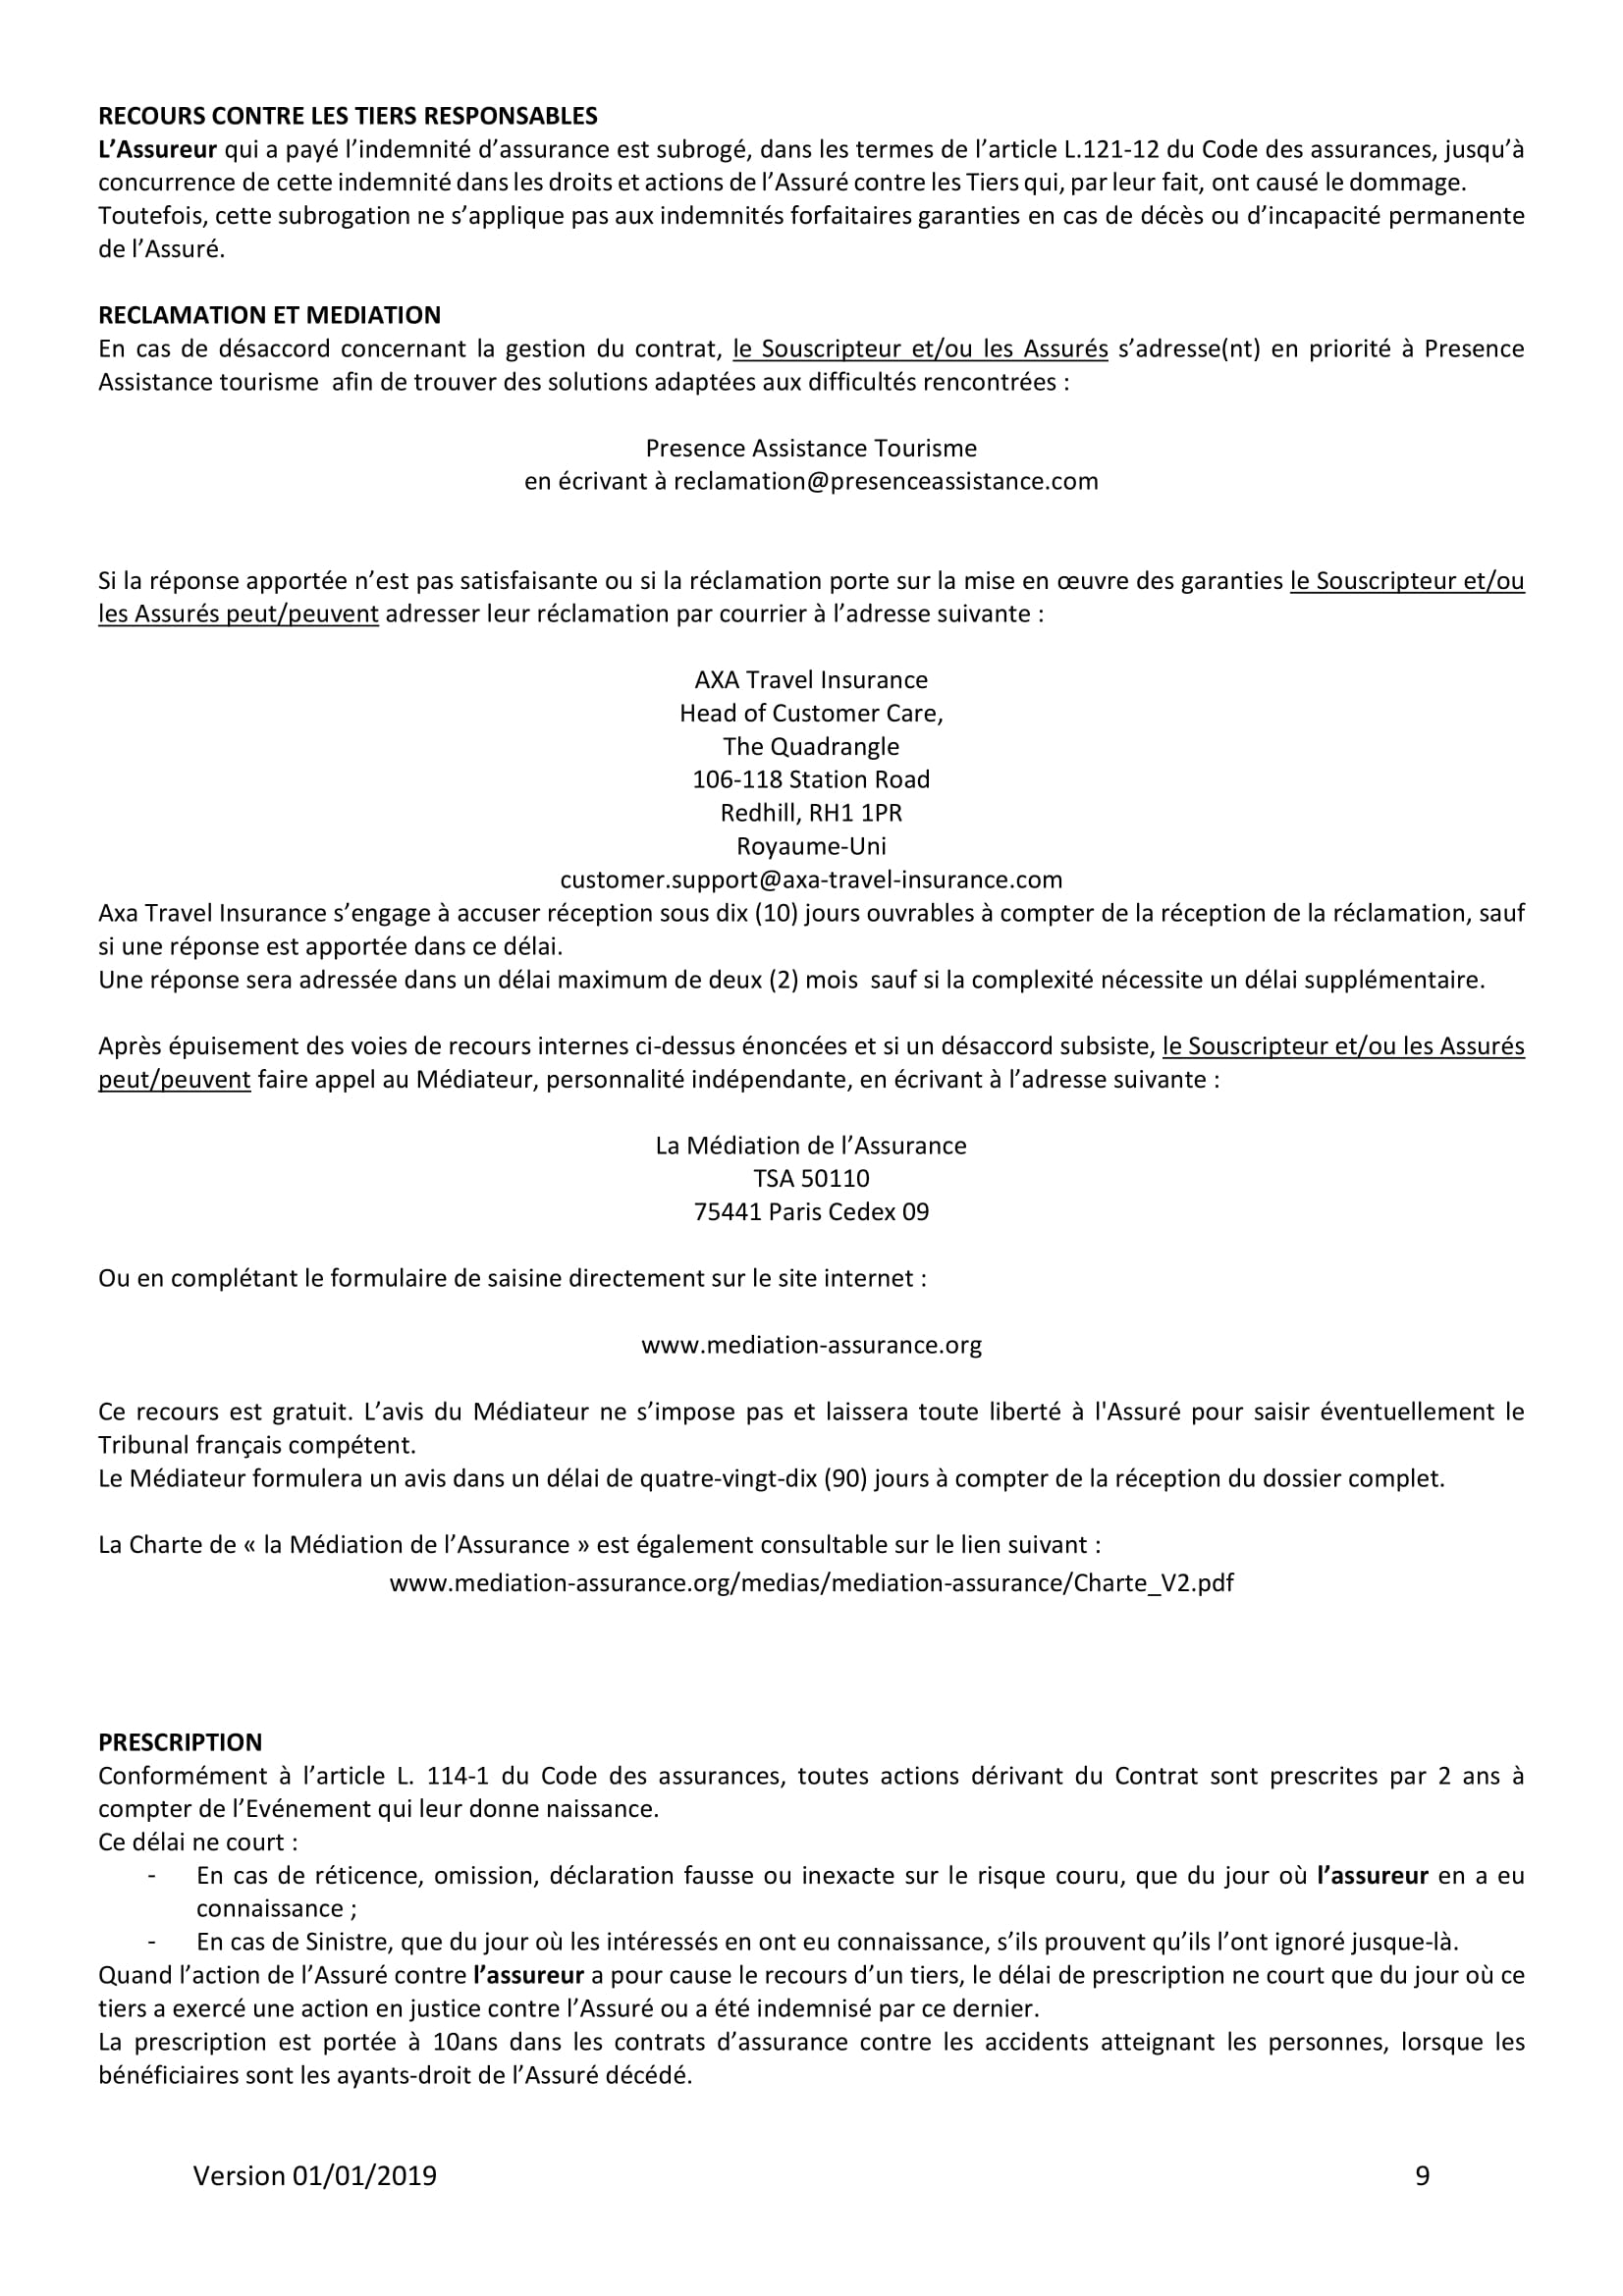 RECOURS CONTRE LES TIERS RESPONSABLES
L’Assureur qui a payé l’indemnité d’assurance est subrogé, dans les termes de l’article L.121-12 du Code des assurances, jusqu’à
concurrence de cette indemnité dans les droits et actions de l’Assuré contre les Tiers qui, par leur fait, ont causé le dommage.
Toutefois, cette subrogation ne s’applique pas aux indemnités forfaitaires garanties en cas de décès ou d’incapacité permanente
de l’Assuré.
RECLAMATION ET MEDIATION
En cas de désaccord concernant la gestion du contrat, le Souscripteur et/ou les Assurés s’adresse(nt) en priorité à Presence
Assistance tourisme afin de trouver des solutions adaptées aux difficultés rencontrées :
Presence Assistance Tourisme
en écrivant à reclamation@presenceassistance.com
Si la réponse apportée n’est pas satisfaisante ou si la réclamation porte sur la mise en œuvre des garanties le Souscripteur et/ou
les Assurés peut/peuvent adresser leur réclamation par courrier à l’adresse suivante :
AXA Travel Insurance
Head of Customer Care,
The Quadrangle
106-118 Station Road
Redhill, RH1 1PR
Royaume-Uni
customer.support@axa-travel-insurance.com
Axa Travel Insurance s’engage à accuser réception sous dix (10) jours ouvrables à compter de la réception de la réclamation, sauf
si une réponse est apportée dans ce délai.
Une réponse sera adressée dans un délai maximum de deux (2) mois sauf si la complexité nécessite un délai supplémentaire.
Après épuisement des voies de recours internes ci-dessus énoncées et si un désaccord subsiste, le Souscripteur et/ou les Assurés
peut/peuvent faire appel au Médiateur, personnalité indépendante, en écrivant à l’adresse suivante :
La Médiation de l’Assurance
TSA 50110
75441 Paris Cedex 09
Ou en complétant le formulaire de saisine directement sur le site internet :
www.mediation-assurance.org
Ce recours est gratuit. L’avis du Médiateur ne s’impose pas et laissera toute liberté à l'Assuré pour saisir éventuellement le
Tribunal français compétent.
Le Médiateur formulera un avis dans un délai de quatre-vingt-dix (90) jours à compter de la réception du dossier complet.
La Charte de « la Médiation de l’Assurance » est également consultable sur le lien suivant :
www.mediation-assurance.org/medias/mediation-assurance/Charte_V2.pdf
PRESCRIPTION
Conformément à l’article L. 114-1 du Code des assurances, toutes actions dérivant du Contrat sont prescrites par 2 ans à
compter de l’Evénement qui leur donne naissance.
Ce délai ne court :
- En cas de réticence, omission, déclaration fausse ou inexacte sur le risque couru, que du jour où l’assureur en a eu
connaissance ;
- En cas de Sinistre, que du jour où les intéressés en ont eu connaissance, s’ils prouvent qu’ils l’ont ignoré jusque-là.
Quand l’action de l’Assuré contre l’assureur a pour cause le recours d’un tiers, le délai de prescription ne court que du jour où ce
tiers a exercé une action en justice contre l’Assuré ou a été indemnisé par ce dernier.
La prescription est portée à 10ans dans les contrats d’assurance contre les accidents atteignant les personnes, lorsque les
bénéficiaires sont les ayants-droit de l’Assuré décédé.
Version 01/01/2019 9